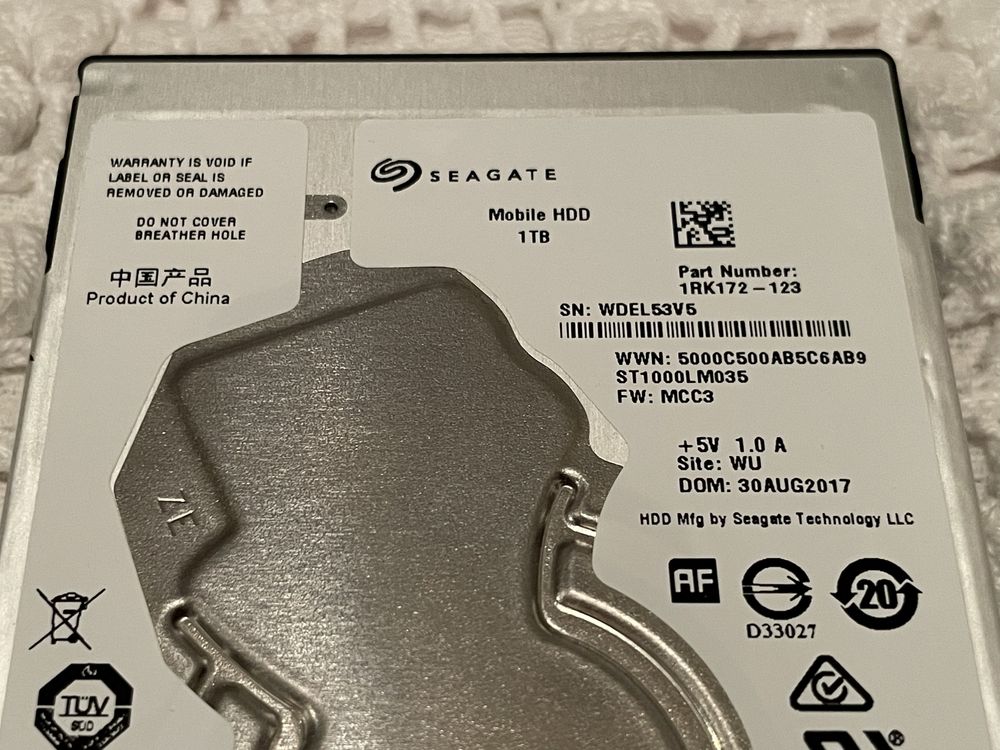 WARRANTY IS VOID IF
LABEL OR SEAL IS
REMOVED OR DAMAGED
DO NOT COVER
BREATHER HOLE
中国产品
Product of China
SEAGATE
Mobile HDD
1TB
Part Number:
1RK172-123
SN: WDEL53V5
WWN: 5000C500AB5C6AB9
ST1000LM035
FW: MCC3
+5V 1.0 A
Site: WU
DOM: 30AUG2017
HDD Mfg by Seagate Technology LLC
AF
20
D33027
TÜV
SÜD